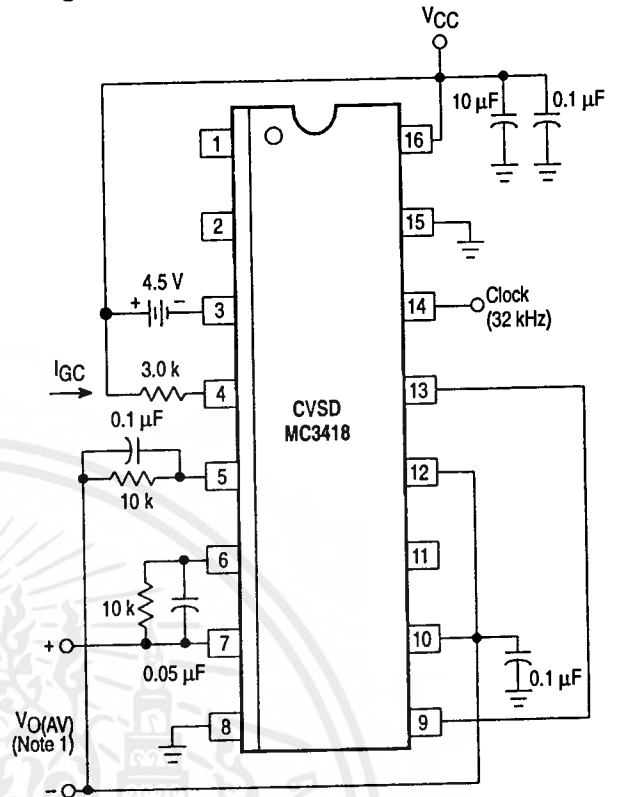 VCC
10 µF
0.1 µF
1
16
2
15
4.5 V
+
−
3
14
Clock
(32 kHz)
IGC
3.0 k
4
13
CVSD
MC3418
0.1 µF
10 k
5
12
6
11
10 k
+
7
10
0.05 µF
0.1 µF
VO(AV)
(Note 1)
8
9
−